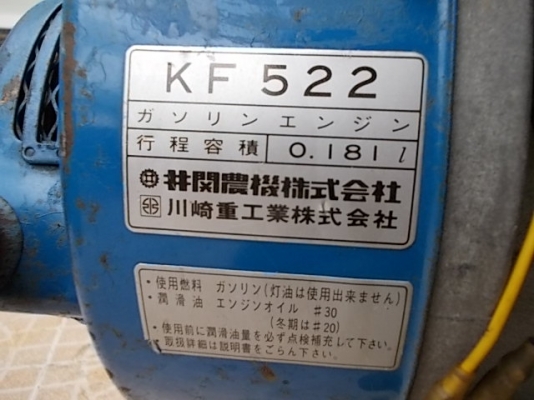 KF 522
ガソリンエンジン
行程容積 0.181 l
井関農機株式会社
川崎重工業株式会社
・使用燃料 ガソリン(灯油は使用出来ません)
・潤滑油 エンジンオイル #30
(冬期は#20)
・使用前に潤滑油量を必ず点検補充して下さい。
取扱詳細は説明書をごらん下さい。